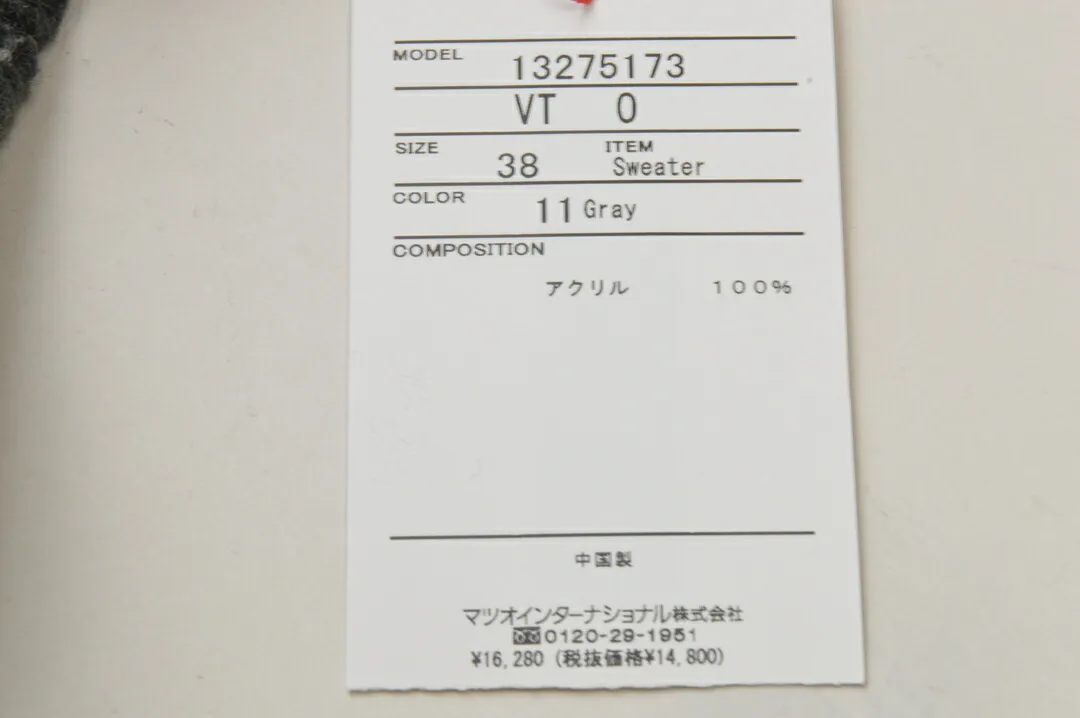 MODEL 13275173
VT 0
SIZE 38 ITEM Sweater
COLOR 11 Gray
COMPOSITION
アクリル 100%
中国製
マツオインターナショナル株式会社
0120-29-1951
¥16,280 (税抜価格¥14,800)